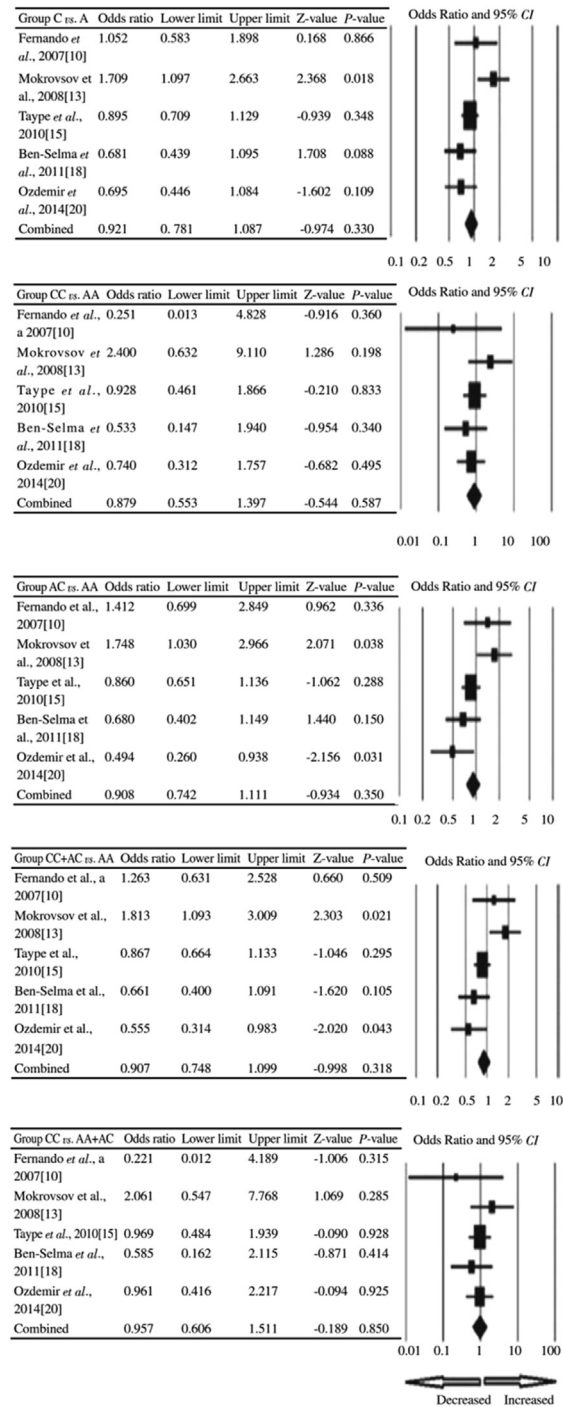 Group C vs. A Odds ratio Lower limit Upper limit Z-value P-value Odds Ratio and 95% CI
Fernando et 1.052 0.583 1.898 0.168 0.866
al., 2007[10]
Mokrovsov et 1.709 1.097 2.663 2.368 0.018
al., 2008[13]
Taype et al., 0.895 0.709 1.129 -0.939 0.348
2010[15]
Ben-Selma et 0.681 0.439 1.095 1.708 0.088
al., 2011[18]
Ozdemir et 0.695 0.446 1.084 -1.602 0.109
al., 2014[20]
Combined 0.921 0. 781 1.087 -0.974 0.330
0.1 0.2 0.5 1 2 5 10
Group CC vs. AA Odds ratio Lower limit Upper limit Z-value P-value Odds Ratio and 95% CI
Fernando et al., 0.251 0.013 4.828 -0.916 0.360
a 2007[10]
Mokrovsov et 2.400 0.632 9.110 1.286 0.198
al., 2008[13]
Taype et al., 0.928 0.461 1.866 -0.210 0.833
2010[15]
Ben-Selma et 0.533 0.147 1.940 -0.954 0.340
al., 2011[18]
Ozdemir et al., 0.740 0.312 1.757 -0.682 0.495
2014[20]
Combined 0.879 0.553 1.397 -0.544 0.587
0.01 0.1 1 10 100
Group AC vs. AA Odds ratio Lower limit Upper limit Z-value P-value Odds Ratio and 95% CI
Fernando et al., 1.412 0.699 2.849 0.962 0.336
2007[10]
Mokrovsov et 1.748 1.030 2.966 2.071 0.038
al., 2008[13]
Taype et al., 0.860 0.651 1.136 -1.062 0.288
2010[15]
Ben-Selma et 0.680 0.402 1.149 1.440 0.150
al., 2011[18]
Ozdemir et al., 0.494 0.260 0.938 -2.156 0.031
2014[20]
Combined 0.908 0.742 1.111 -0.934 0.350
0.1 0.2 0.5 1 2 5 10
Group CC+AC vs. AA Odds ratio Lower limit Upper limit Z-value P-value Odds Ratio and 95% CI
Fernando et al., a 1.263 0.631 2.528 0.660 0.509
2007[10]
Mokrovsov et al., 1.813 1.093 3.009 2.303 0.021
2008[13]
Taype et al., 0.867 0.664 1.133 -1.046 0.295
2010[15]
Ben-Selma et al., 0.661 0.400 1.091 -1.620 0.105
2011[18]
Ozdemir et al., 0.555 0.314 0.983 -2.020 0.043
2014[20]
Combined 0.907 0.748 1.099 -0.998 0.318
0.1 0.2 0.5 1 2 5 10
Group CC vs. AA+AC Odds ratio Lower limit Upper limit Z-value P-value Odds Ratio and 95% CI
Fernando et al., a 0.221 0.012 4.189 -1.006 0.315
2007[10]
Mokrovsov et al., 2.061 0.547 7.768 1.069 0.285
2008[13]
Taype et al., 2010[15] 0.969 0.484 1.939 -0.090 0.928
Ben-Selma et al., 0.585 0.162 2.115 -0.871 0.414
2011[18]
Ozdemir et al., 0.961 0.416 2.217 -0.094 0.925
2014[20]
Combined 0.957 0.606 1.511 -0.189 0.850
0.01 0.1 1 10 100
Decreased Increased